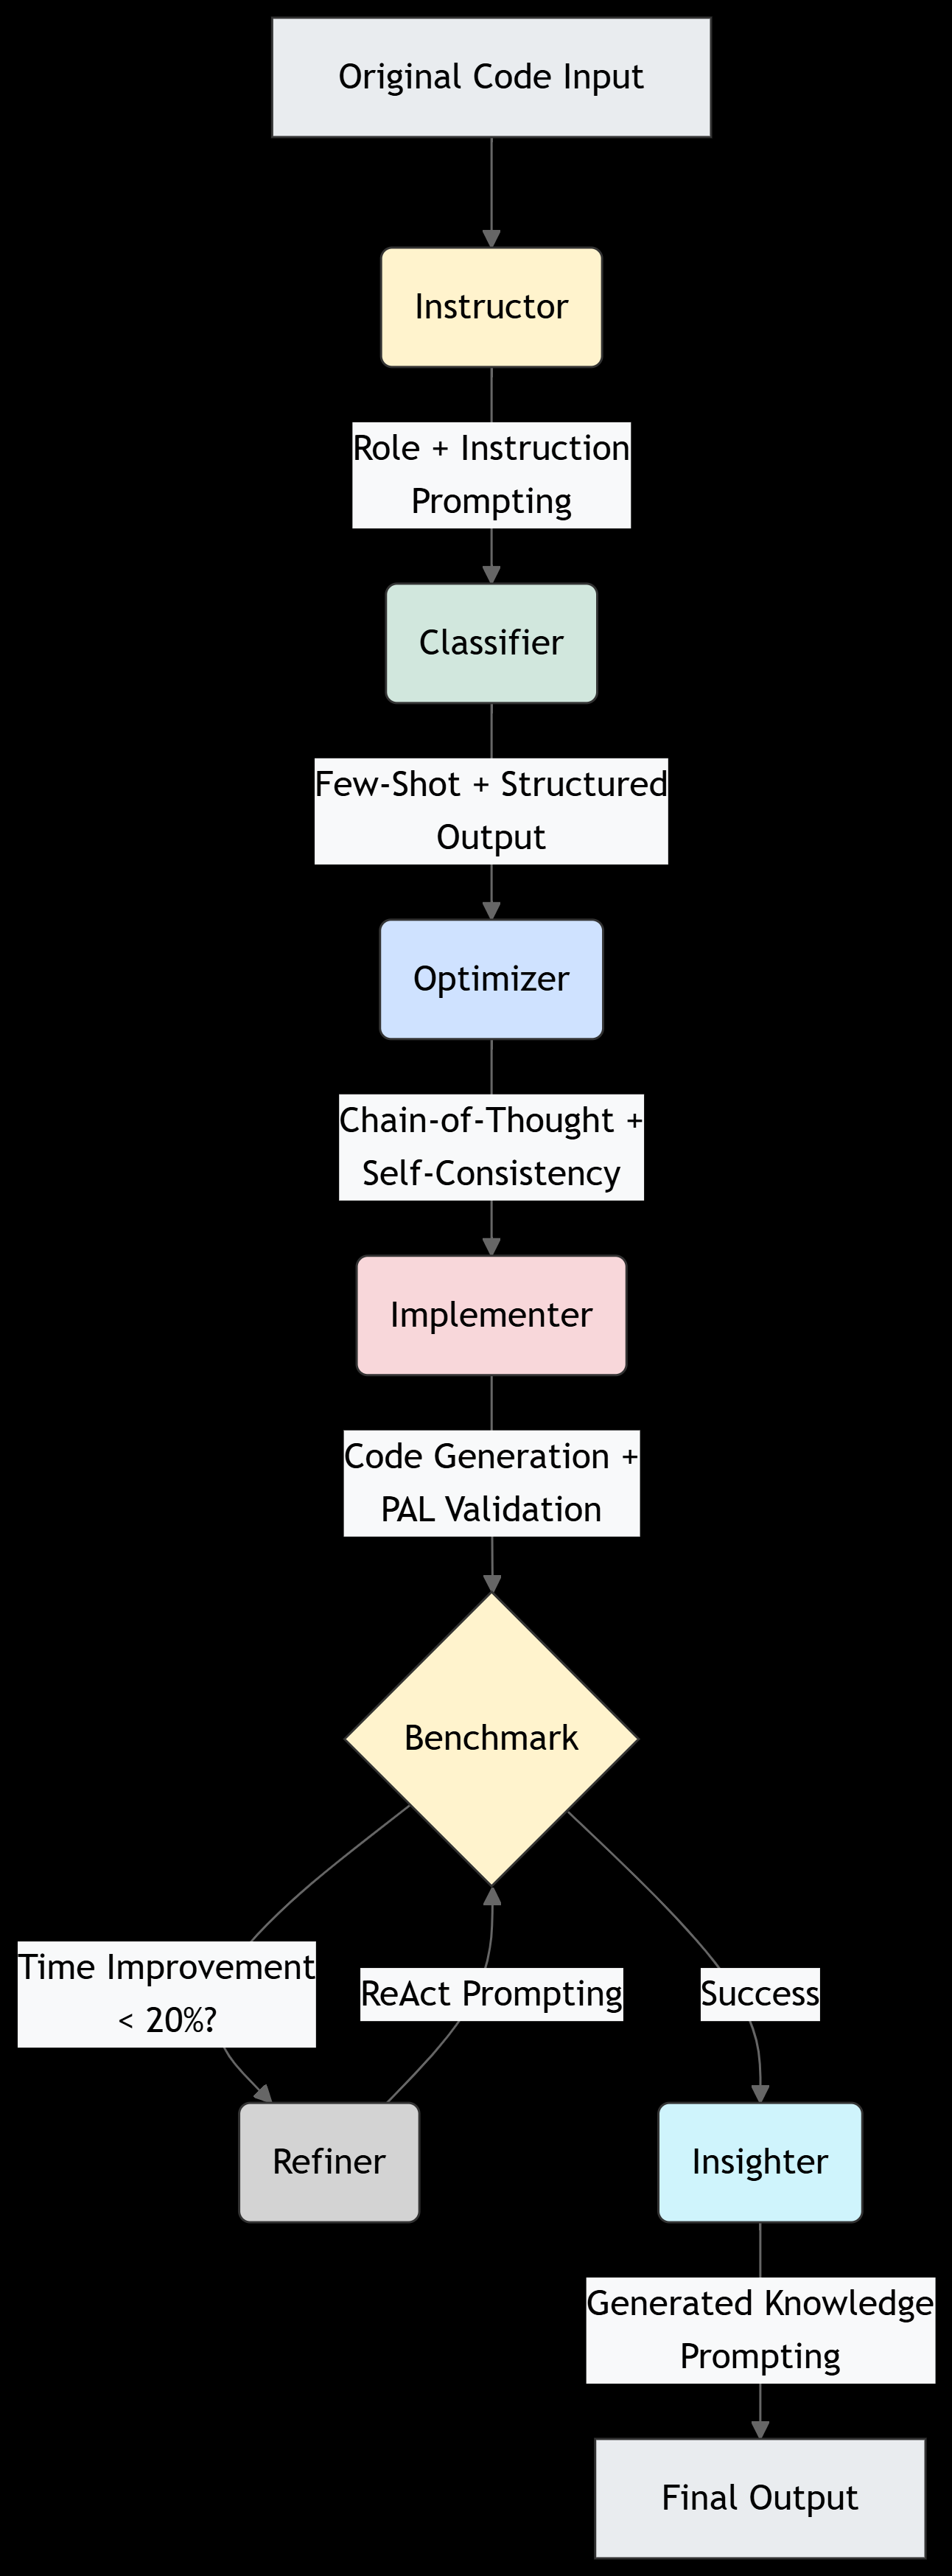 Original Code Input
Instructor
Role + Instruction
Prompting
Classifier
Few-Shot + Structured
Output
Optimizer
Chain-of-Thought +
Self-Consistency
Implementer
Code Generation +
PAL Validation
Benchmark
Time Improvement
< 20%?
ReAct Prompting
Success
Refiner
Insighter
Generated Knowledge
Prompting
Final Output